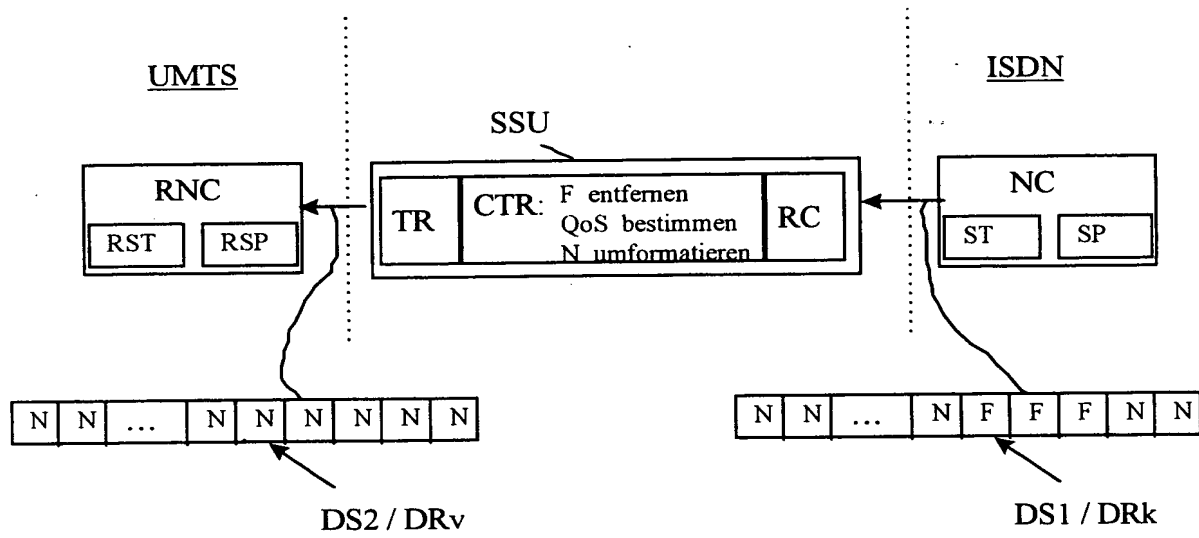 UMTS
ISDN
SSU
RNC
RST
RSP
TR
CTR: F entfernen
QoS bestimmen
N umformatieren
RC
NC
ST
SP
N N ... N N N N N N
N N ... N F F F N N
DS2 / DRv
DS1 / DRk